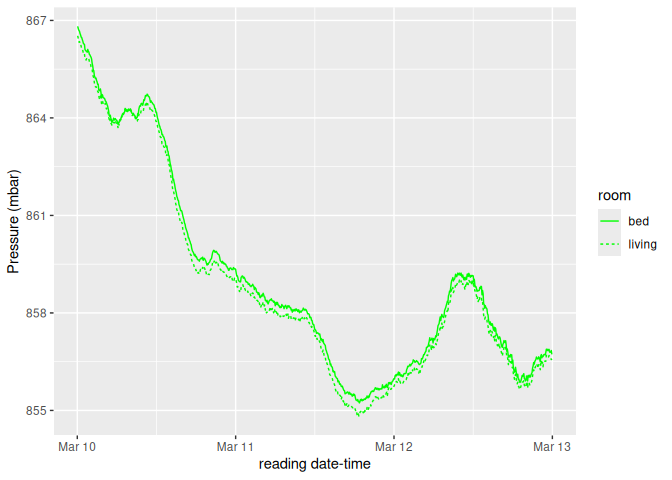 867
864
861
858
855
Pressure (mbar)
Mar 10
Mar 11
Mar 12
Mar 13
reading date-time
room
bed
living